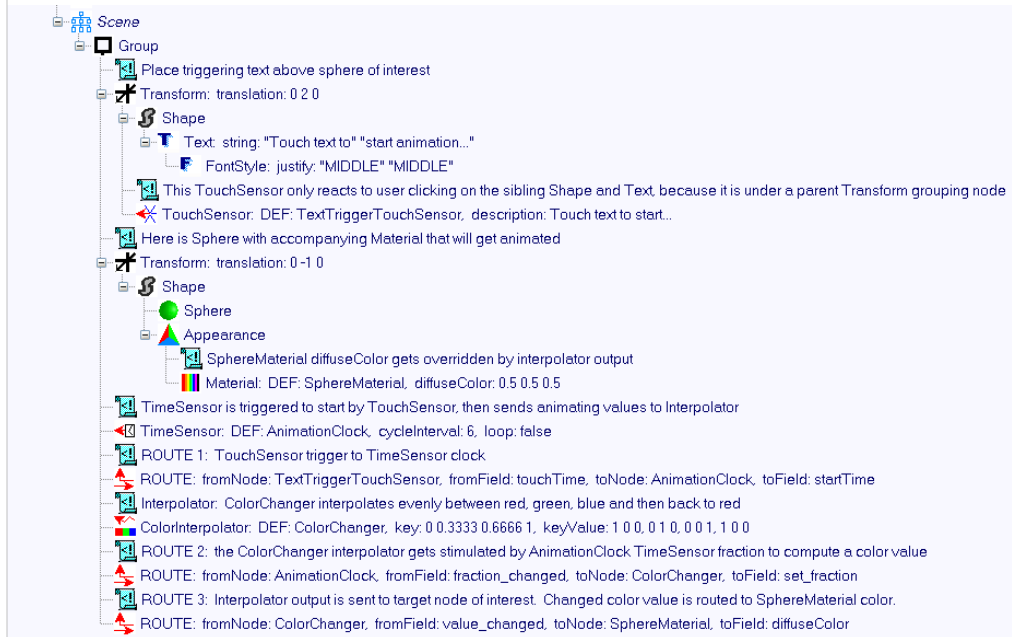 Scene
Group
Place triggering text above sphere of interest
Transform: translation: 0 2 0
Shape
Text: string: "Touch text to" "start animation..."
FontStyle: justify: "MIDDLE" "MIDDLE"
This TouchSensor only reacts to user clicking on the sibling Shape and Text, because it is under a parent Transform grouping node
TouchSensor: DEF: TextTriggerTouchSensor, description: Touch text to start...
Here is Sphere with accompanying Material that will get animated
Transform: translation: 0 -1 0
Shape
Sphere
Appearance
SphereMaterial diffuseColor gets overridden by interpolator output
Material: DEF: SphereMaterial, diffuseColor: 0.5 0.5 0.5
TimeSensor is triggered to start by TouchSensor, then sends animating values to Interpolator
TimeSensor: DEF: AnimationClock, cycleInterval: 6, loop: false
ROUTE 1: TouchSensor trigger to TimeSensor clock
ROUTE: fromNode: TextTriggerTouchSensor, fromField: touchTime, toNode: AnimationClock, toField: startTime
Interpolator: ColorChanger interpolates evenly between red, green, blue and then back to red
ColorInterpolator: DEF: ColorChanger, key: 0 0.3333 0.6666 1, keyValue: 1 0 0, 0 1 0, 0 0 1, 1 0 0
ROUTE 2: the ColorChanger interpolator gets stimulated by AnimationClock TimeSensor fraction to compute a color value
ROUTE: fromNode: AnimationClock, fromField: fraction_changed, toNode: ColorChanger, toField: set_fraction
ROUTE 3: Interpolator output is sent to target node of interest. Changed color value is routed to SphereMaterial color.
ROUTE: fromNode: ColorChanger, fromField: value_changed, toNode: SphereMaterial, toField: diffuseColor